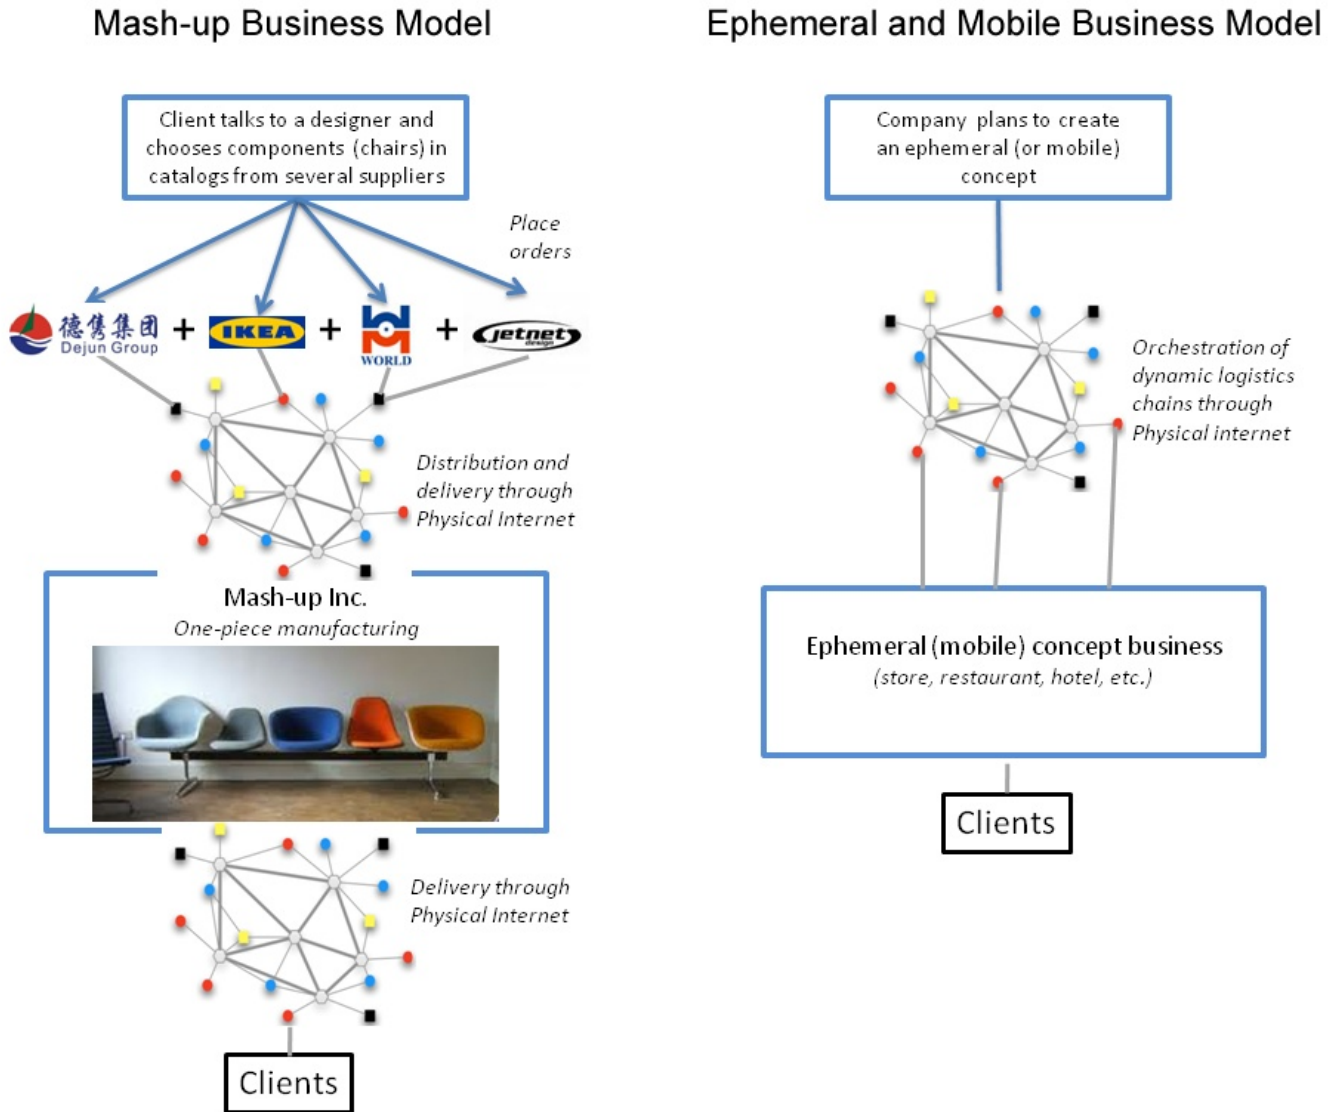 Mash-up Business Model
Client talks to a designer and
chooses components (chairs) in
catalogs from several suppliers
Place
orders
德隽集团
Dejun Group
+
IKEA
+
WORLD
+
jetnet
design
Distribution and
delivery through
Physical Internet
Mash-up Inc.
One-piece manufacturing
Delivery through
Physical Internet
Clients
Ephemeral and Mobile Business Model
Company plans to create
an ephemeral (or mobile)
concept
Orchestration of
dynamic logistics
chains through
Physical internet
Ephemeral (mobile) concept business
(store, restaurant, hotel, etc.)
Clients